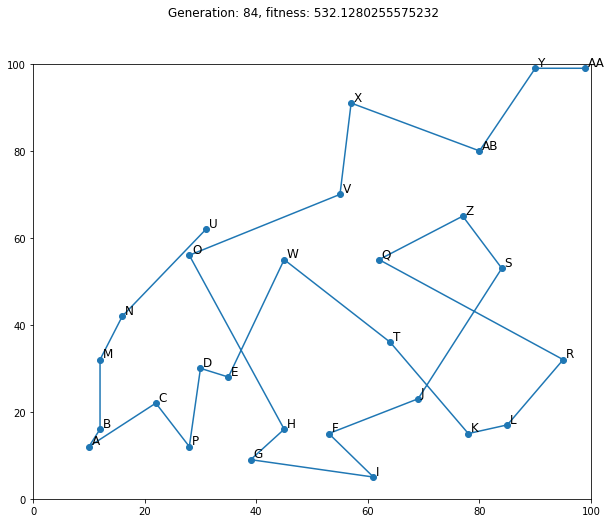 Generation: 84, fitness: 532.1280255575232
100
80
60
40
20
0
0
20
40
60
80
100
Y
AA
X
AB
V
Z
U
O
W
Q
S
N
T
M
R
D
E
J
C
B
H
F
K
L
A
P
G
I